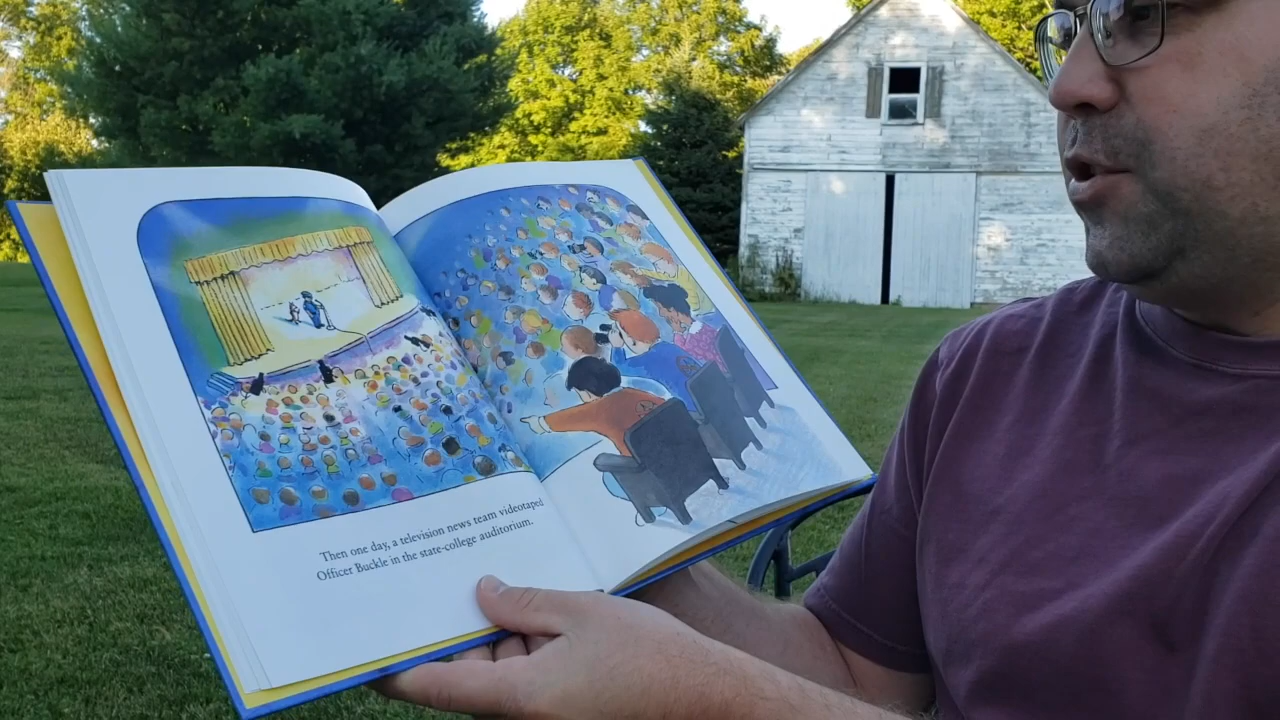 Then one day, a television news team videotaped
Officer Buckle in the state-college auditorium.